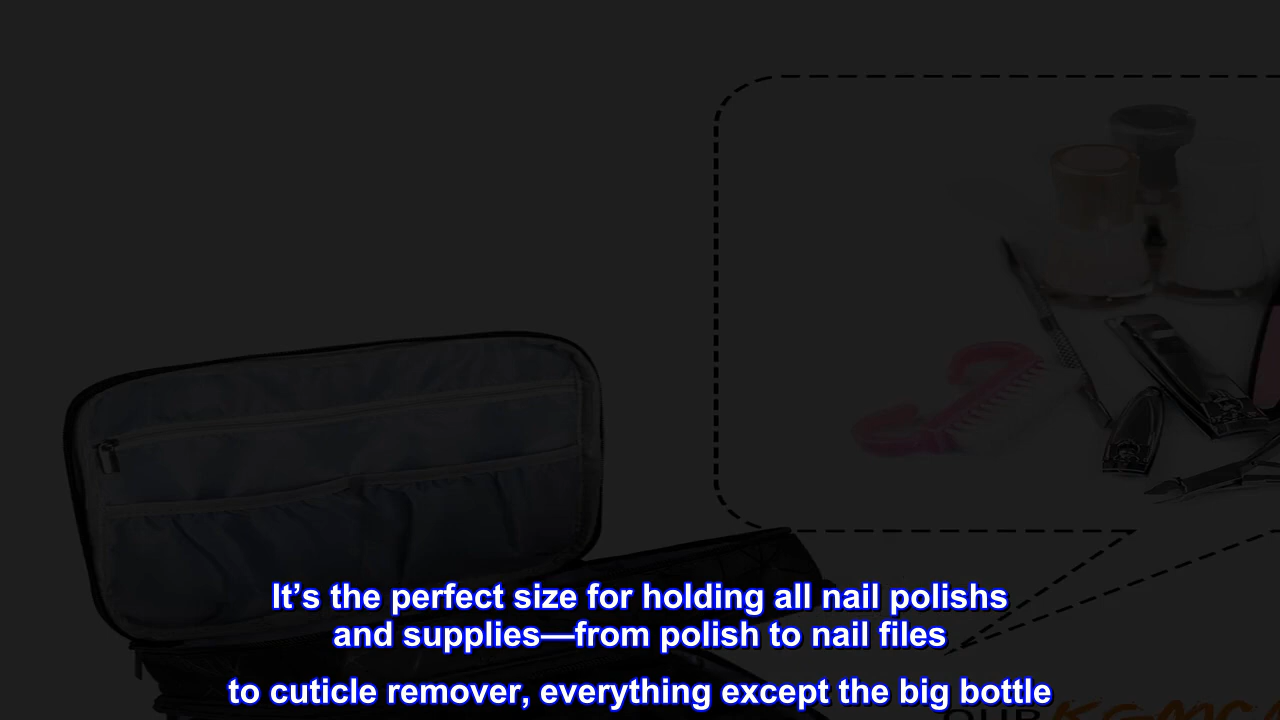 It’s the perfect size for holding all nail polishs
and supplies—from polish to nail files
to cuticle remover, everything except the big bottle
OUR